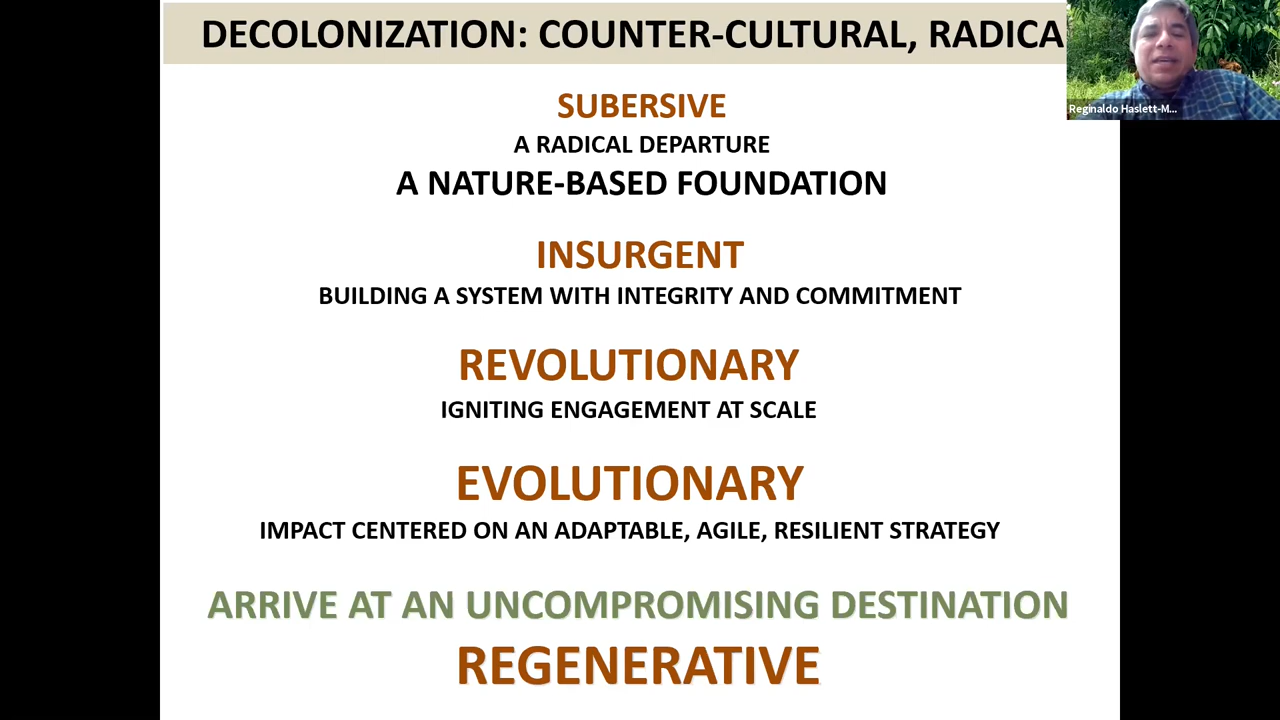 DECOLONIZATION: COUNTER-CULTURAL, RADICA
Reginaldo Haslett-M...
SUBERSIVE
A RADICAL DEPARTURE
A NATURE-BASED FOUNDATION
INSURGENT
BUILDING A SYSTEM WITH INTEGRITY AND COMMITMENT
REVOLUTIONARY
IGNITING ENGAGEMENT AT SCALE
EVOLUTIONARY
IMPACT CENTERED ON AN ADAPTABLE, AGILE, RESILIENT STRATEGY
ARRIVE AT AN UNCOMPROMISING DESTINATION
REGENERATIVE